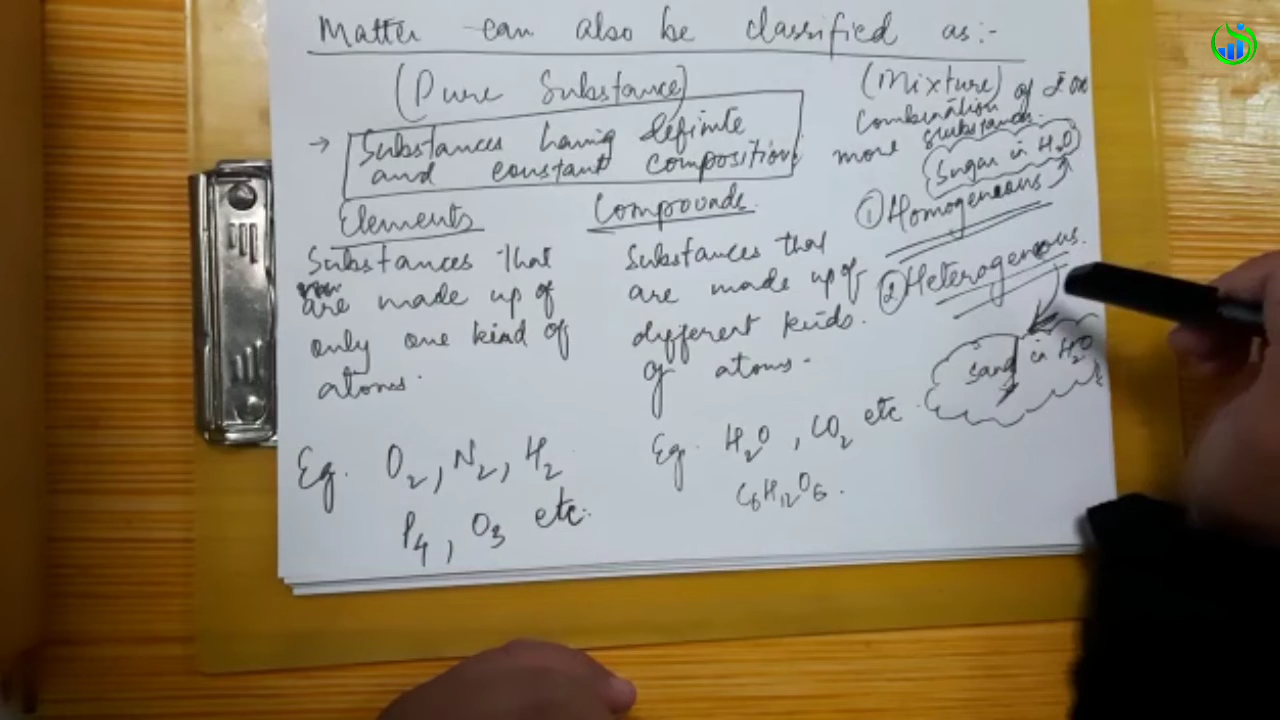 Matter can also be classified as:-
(Pure Substance)
→ Substances having definite
and constant composition
Elements
Substances that
are made up of
only one kind of
atoms.
Eg. O2, N2, H2
P4, O3 etc.
Compounds.
Substances that
are made up of
different kinds.
of atoms.
Eg. H2O, CO2 etc.
C6H12O6.
(Mixture)
Combination of 2 or
more substances.
Sugar in H2O
① Homogeneous
② Heterogeneous.
Sand in H2O